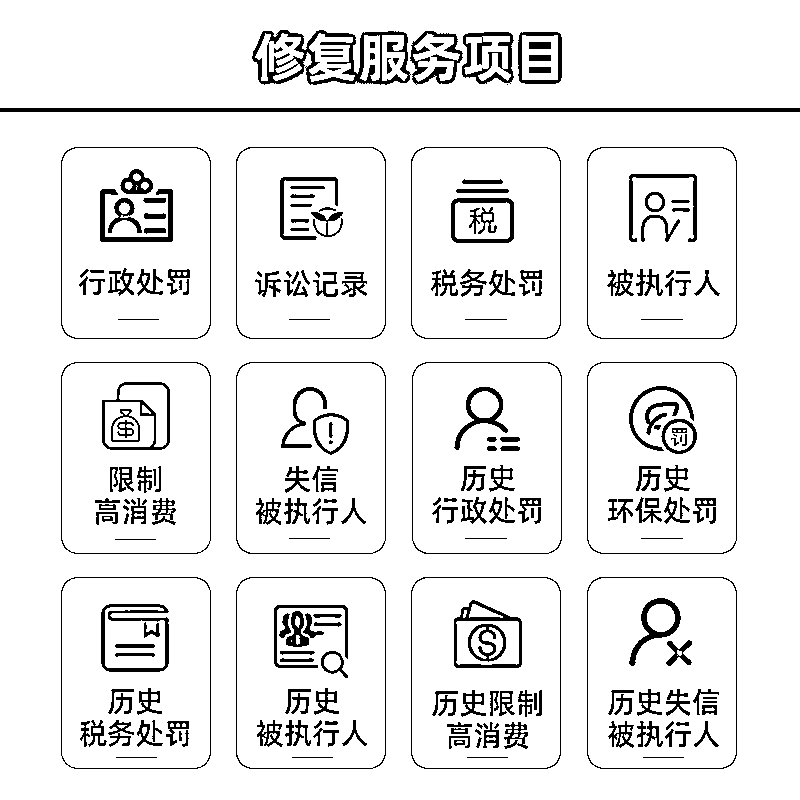 修复服务项目
税
行政处罚
诉讼记录
税务处罚
被执行人
罚
限制
高消费
失信
被执行人
历史
行政处罚
历史
环保处罚
历史
税务处罚
历史
被执行人
历史限制
高消费
历史失信
被执行人